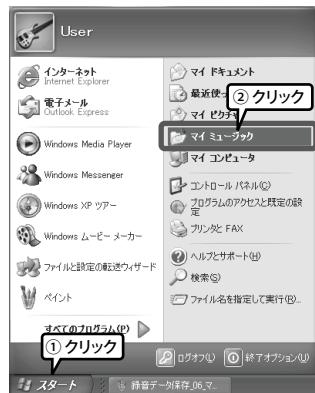 User
インターネット
Internet Explorer
電子メール
Outlook Express
Windows Media Player
Windows Messenger
Windows XP ツアー
Windows ムービー メーカー
ファイルと設定の転送ウィザード
ペイント
すべてのプログラム(P)
① クリック
マイ ドキュメント
最近使っ
② クリック
マイ ピクチャ
マイ ミュージック
マイ コンピュータ
コントロール パネル(C)
プログラムのアクセスと既定の設
定
プリンタと FAX
ヘルプとサポート(H)
検索(S)
ファイル名を指定して実行(R)...
ログオフ(L)
終了オプション(U)
スタート
録音データ保存_06_マ...